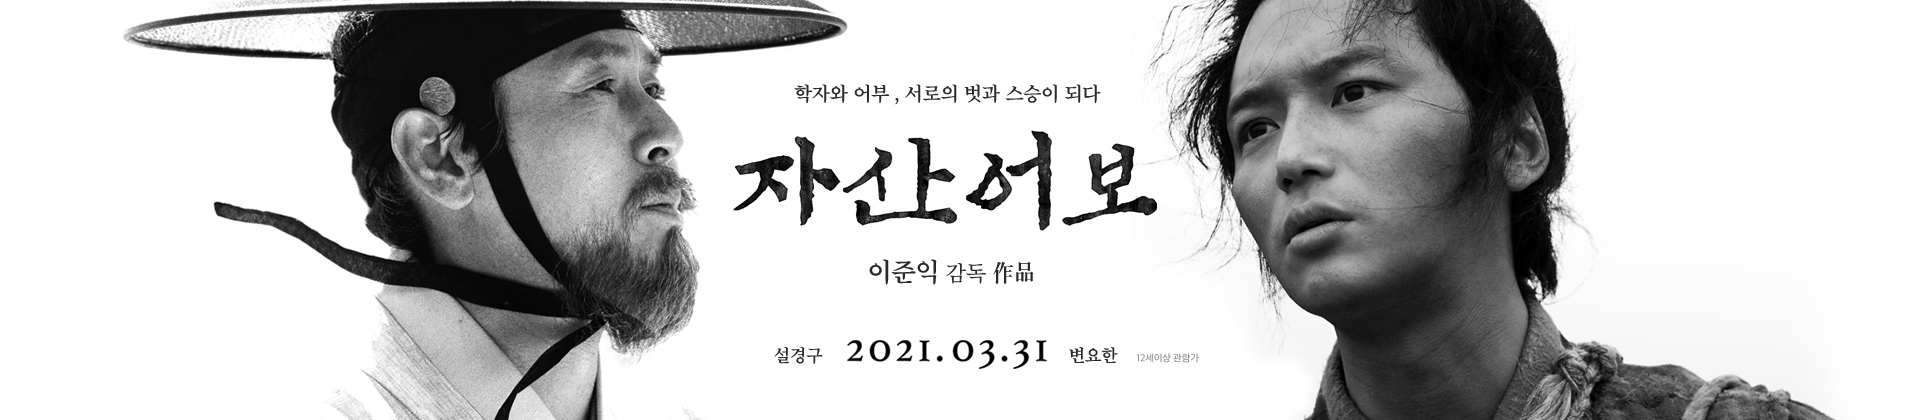 학자와 어부 , 서로의 벗과 스승이 되다
자산어보
이준익 감독 作品
설경구 2021.03.31 변요한 12세이상 관람가